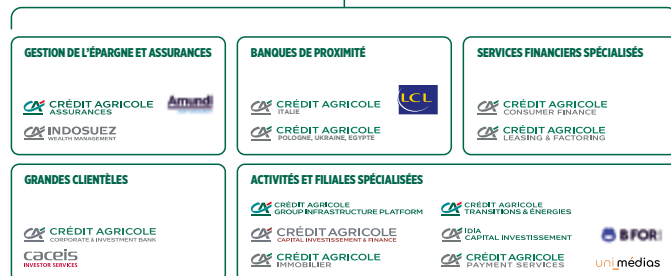 GESTION DE L'ÉPARGNE ET ASSURANCES
CRÉDIT AGRICOLE
ASSURANCES
Amundi
INDOSUEZ
WEALTH MANAGEMENT
BANQUES DE PROXIMITÉ
CRÉDIT AGRICOLE
ITALIE
LCL
CRÉDIT AGRICOLE
POLOGNE, UKRAINE, EGYPTE
SERVICES FINANCIERS SPÉCIALISÉS
CRÉDIT AGRICOLE
CONSUMER FINANCE
CRÉDIT AGRICOLE
LEASING & FACTORING
GRANDES CLIENTÈLES
CRÉDIT AGRICOLE
CORPORATE & INVESTMENT BANK
caceis
INVESTOR SERVICES
ACTIVITÉS ET FILIALES SPÉCIALISÉES
CRÉDIT AGRICOLE
GROUP INFRASTRUCTURE PLATFORM
CRÉDIT AGRICOLE
TRANSITIONS & ÉNERGIES
CRÉDIT AGRICOLE
CAPITAL INVESTISSEMENT & FINANCE
IDIA
CAPITAL INVESTISSEMENT
CRÉDIT AGRICOLE
IMMOBILIER
CRÉDIT AGRICOLE
PAYMENT SERVICES
uni médias